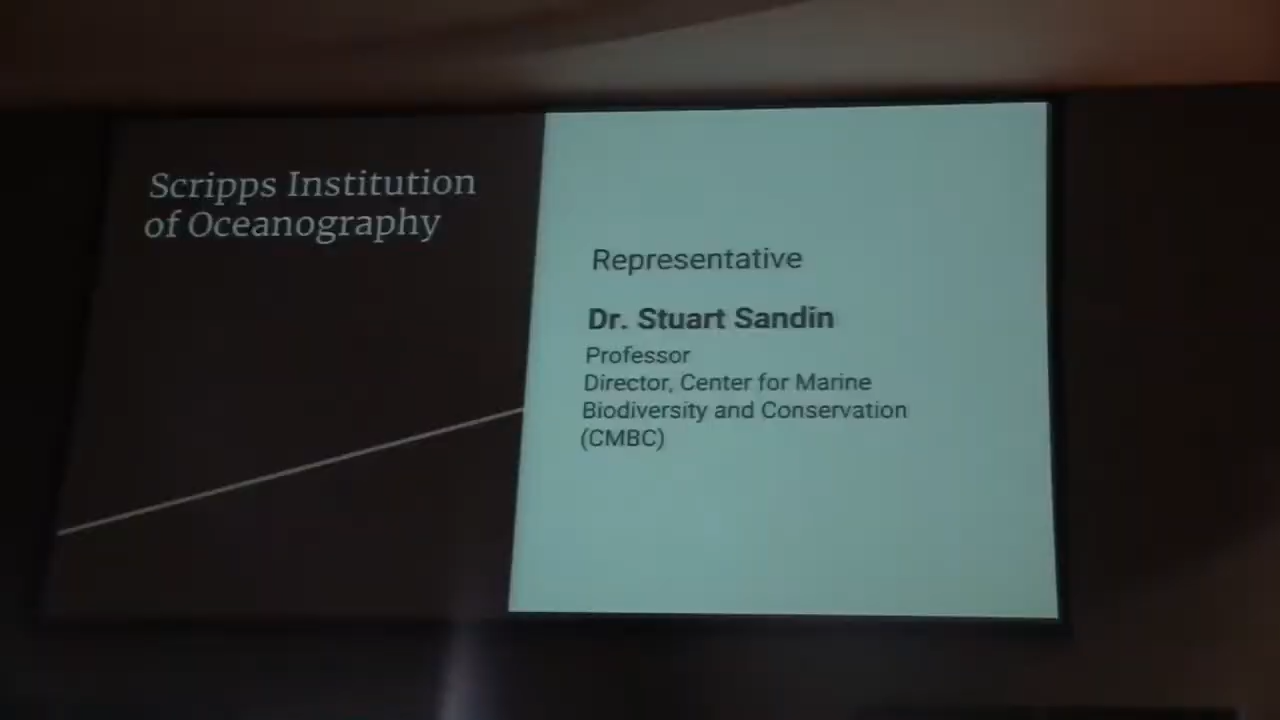 Scripps Institution
of Oceanography
Representative
Dr. Stuart Sandin
Professor
Director, Center for Marine
Biodiversity and Conservation
(CMBC)